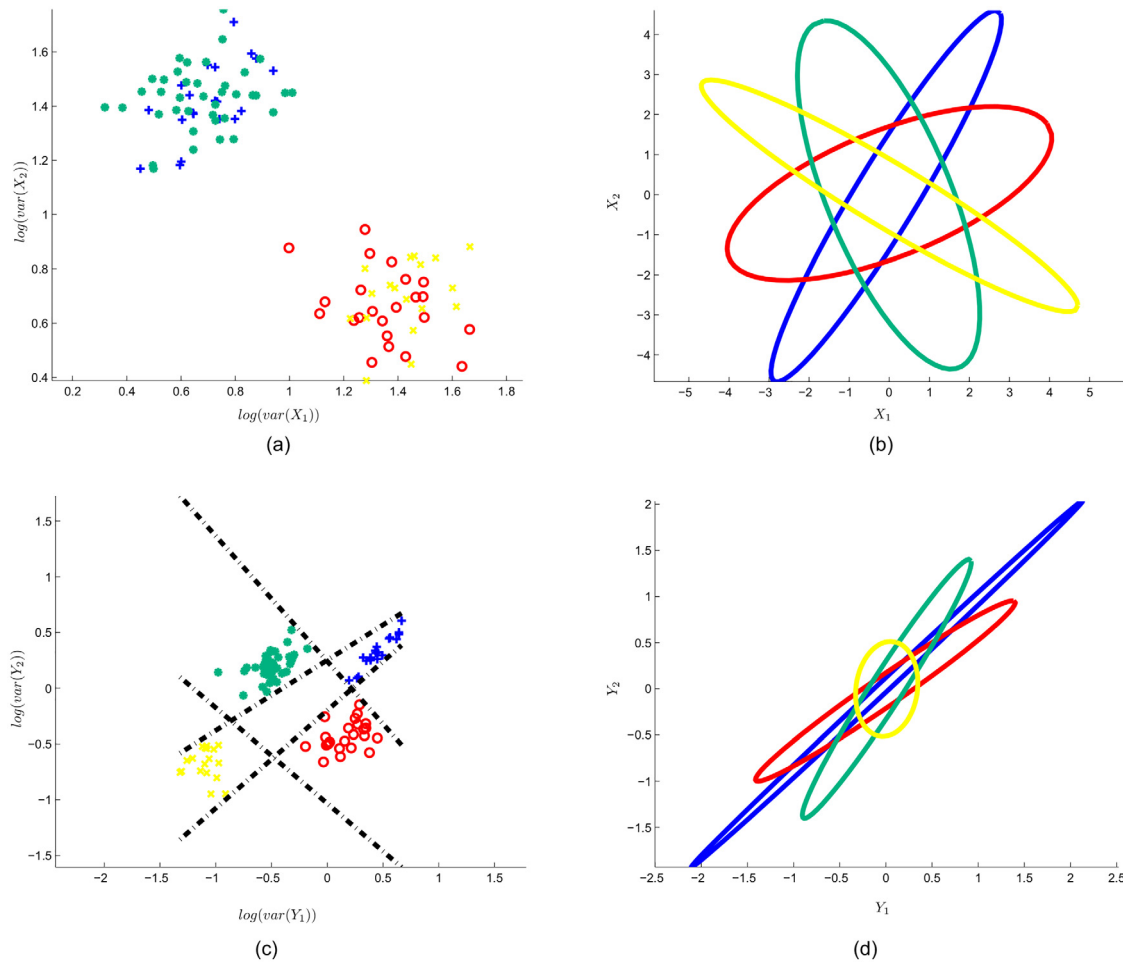 1.6
1.4
1.2
1
0.8
0.6
0.4
0.2 0.4 0.6 0.8 1 1.2 1.4 1.6 1.8
log(var(X₂))
log(var(X₁))
(a)
4
3
2
1
0
−1
−2
−3
−4
−5 −4 −3 −2 −1 0 1 2 3 4 5
X₂
X₁
(b)
1.5
1
0.5
0
−0.5
−1
−1.5
−2 −1.5 −1 −0.5 0 0.5 1 1.5
log(var(Y₂))
log(var(Y₁))
(c)
2
1.5
1
0.5
0
−0.5
−1
−1.5
−2.5 −2 −1.5 −1 −0.5 0 0.5 1 1.5 2 2.5
Y₂
Y₁
(d)